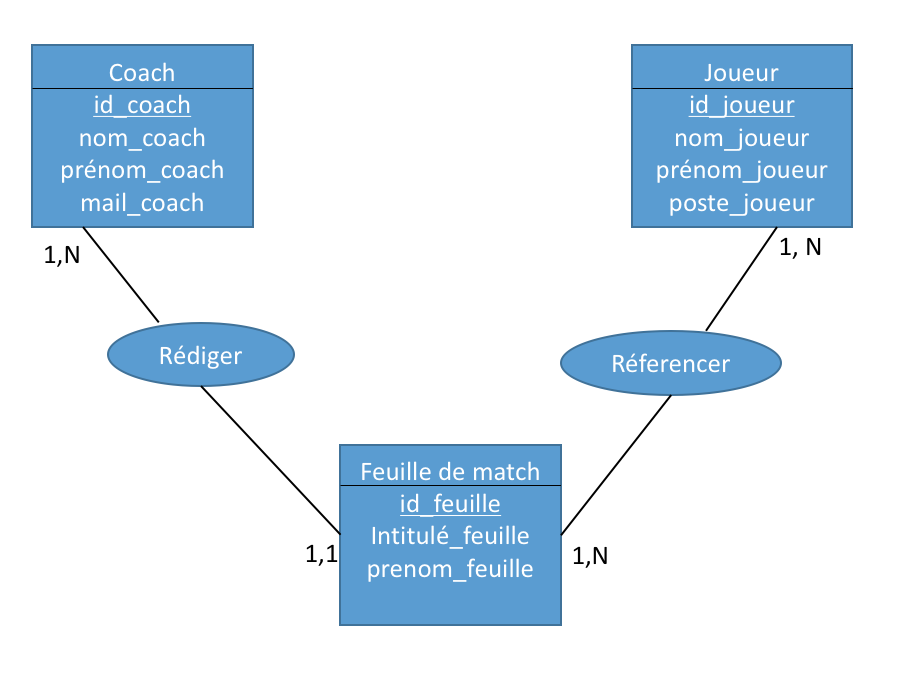 Coach
id_coach
nom_coach
prénom_coach
mail_coach
1,N
Joueur
id_joueur
nom_joueur
prénom_joueur
poste_joueur
1, N
Rédiger
Réferencer
Feuille de match
id_feuille
Intitulé_feuille
prenom_feuille
1,1
1,N